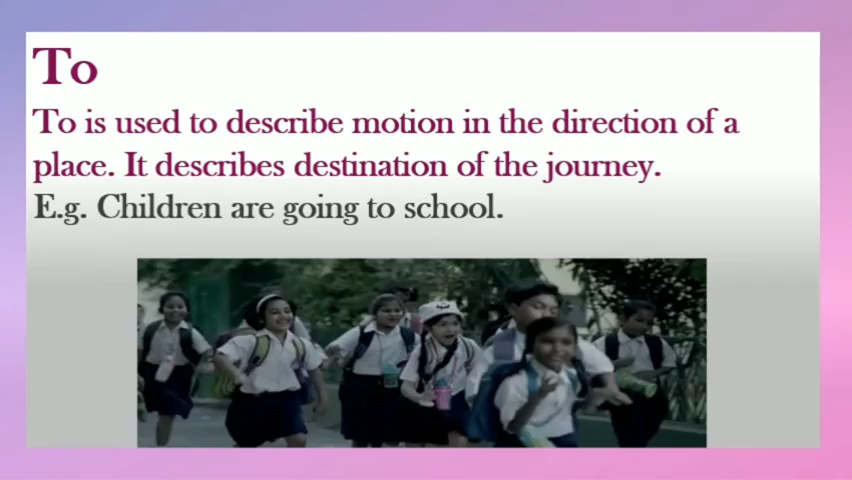 To
To is used to describe motion in the direction of a
place. It describes destination of the journey.
E.g. Children are going to school.